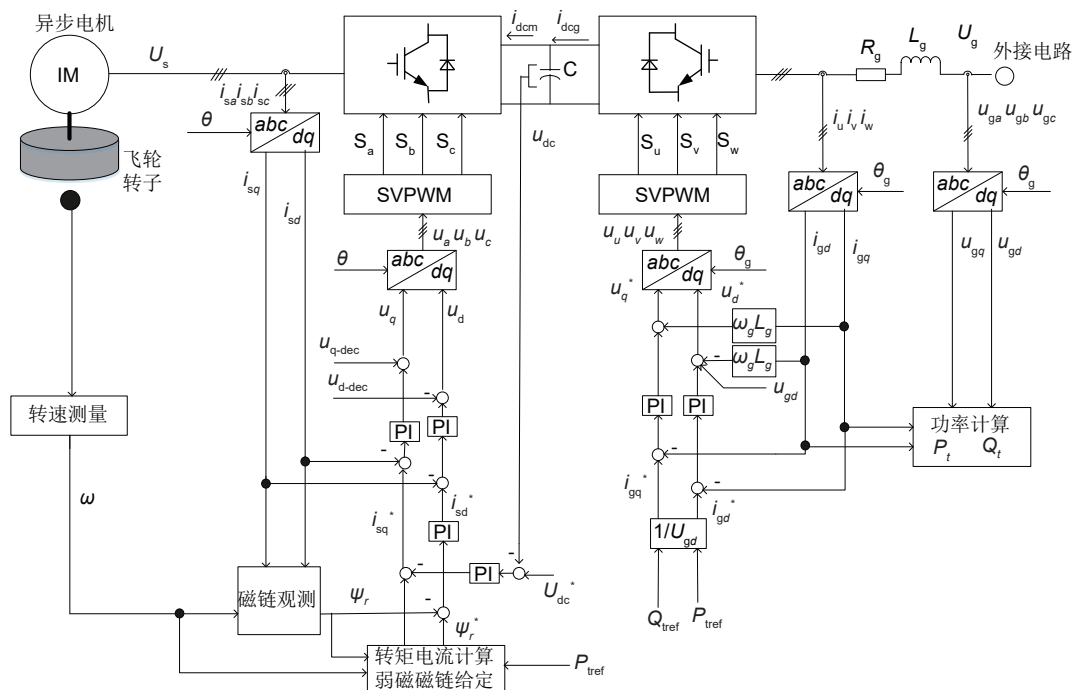 异步电机
IM
U_s
i_sa i_sb i_sc
θ
abc
dq
飞轮
转子
i_sq
i_sd
i_dcm
i_dcg
C
u_dc
S_a
S_b
S_c
SVPWM
u_a u_b u_c
θ
abc
dq
u_q
u_d
u_q-dec
u_d-dec
-
PI
PI
-
-
i_sq^*
i_sd^*
PI
-
PI
-
U_dc^*
转速测量
ω
磁链观测
ψ_r
-
ψ_r^*
转矩电流计算
弱磁磁链给定
P_tref
R_g
L_g
U_g
外接电路
i_u i_v i_w
u_ga u_gb u_gc
S_u
S_v
S_w
SVPWM
u_u u_v u_w
abc
dq
θ_g
abc
dq
θ_g
abc
dq
θ_g
i_gd
i_gq
u_gq
u_gd
u_q^*
u_d^*
ω_g L_g
-
ω_g L_g
u_gd
PI
PI
-
-
i_gq^*
i_gd^*
1/U_gd
Q_tref
P_tref
功率计算
P_t
Q_t